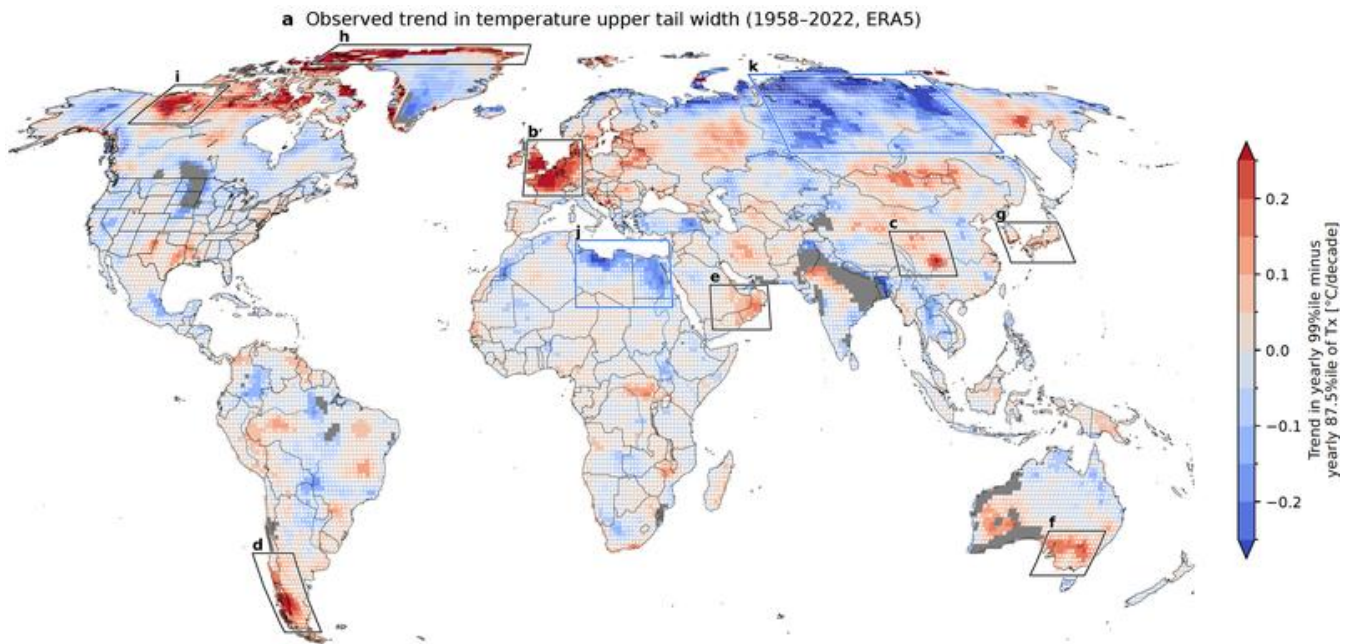 a Observed trend in temperature upper tail width (1958–2022, ERA5)
h
i
k
b
g
c
j
e
f
d
0.2
0.1
0.0
−0.1
−0.2
Trend in yearly 99%ile minus
yearly 87.5%ile of Tx [°C/decade]